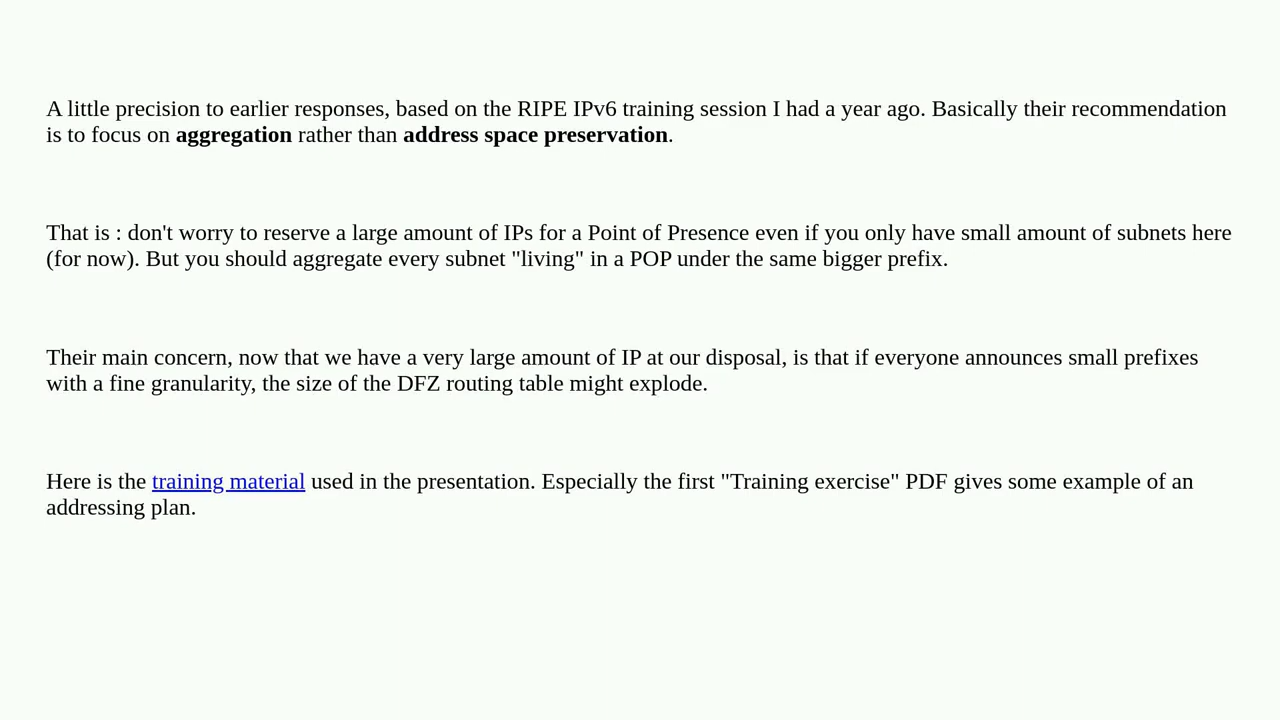 A little precision to earlier responses, based on the RIPE IPv6 training session I had a year ago. Basically their recommendation
is to focus on aggregation rather than address space preservation.
That is : don't worry to reserve a large amount of IPs for a Point of Presence even if you only have small amount of subnets here
(for now). But you should aggregate every subnet "living" in a POP under the same bigger prefix.
Their main concern, now that we have a very large amount of IP at our disposal, is that if everyone announces small prefixes
with a fine granularity, the size of the DFZ routing table might explode.
Here is the training material used in the presentation. Especially the first "Training exercise" PDF gives some example of an
addressing plan.